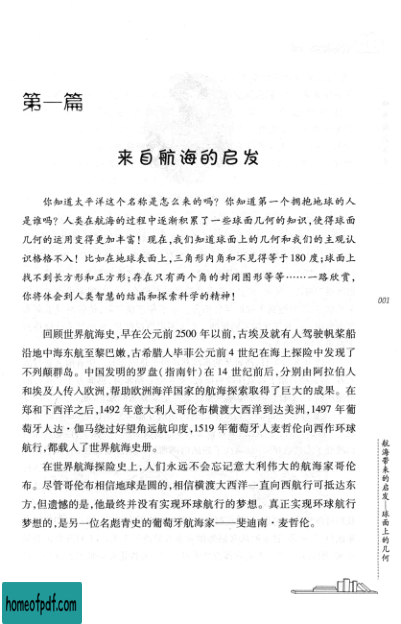 第一篇
来自航海的启发
你知道太平洋这个名称是怎么来的吗？你知道第一个拥抱地球的人
是谁吗？人类在航海的过程中逐渐积累了一些球面几何的知识,使得球面
几何的运用变得更加丰富！现在,我们知道球面上的几何和我们的主观认
识格格不入！比如在地球表面上,三角形内角和不见得等于 180 度;球面上
找不到长方形和正方形;存在只有两个角的封闭图形等等……一路欣赏,
你将体会到人类智慧的结晶和探索科学的精神！
001
回顾世界航海史,早在公元前 2500 年以前,古埃及就有人驾驶帆桨船
沿地中海东航至黎巴嫩,古希腊人毕菲公元前 4 世纪在海上探险中发现了
不列颠群岛。中国发明的罗盘(指南针)在 14 世纪前后,分别由阿拉伯人
和埃及人传入欧洲,帮助欧洲海洋国家的航海探索取得了巨大的成果。在
郑和下西洋之后,1492 年意大利人哥伦布横渡大西洋到达美洲,1497 年葡
萄牙人达·伽马绕过好望角远航印度,1519 年葡萄牙人麦哲伦向西作环球
航行,都载入了世界航海史册。
在世界航海探险史上,人们永远不会忘记意大利伟大的航海家哥伦
布。尽管哥伦布相信地球是圆的,相信横渡大西洋一直向西航行可抵达东
方,但遗憾的是,他最终并没有实现环球航行的梦想。真正实现环球航行
梦想的,是另一位名彪青史的葡萄牙航海家——斐迪南·麦哲伦。
航海带来的启发—球面上的几何
homeofpdf.com